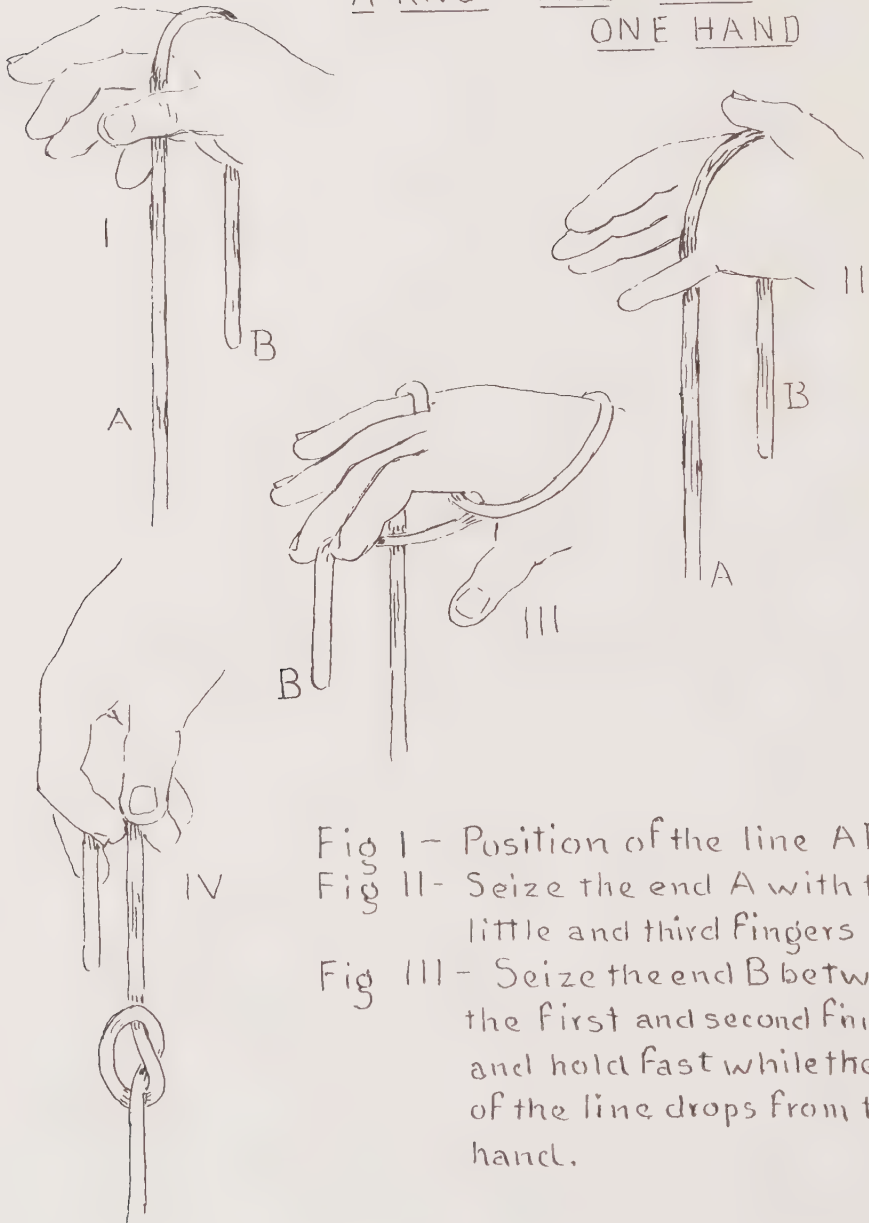 ONE HAND
I
II
B
B
A
A
III
B
IV
Fig I - Position of the line A
Fig II - Seize the end A with t
little and third fingers
Fig III - Seize the end B betw
the first and second
and hold fast while the
of the line drops from t
hand.